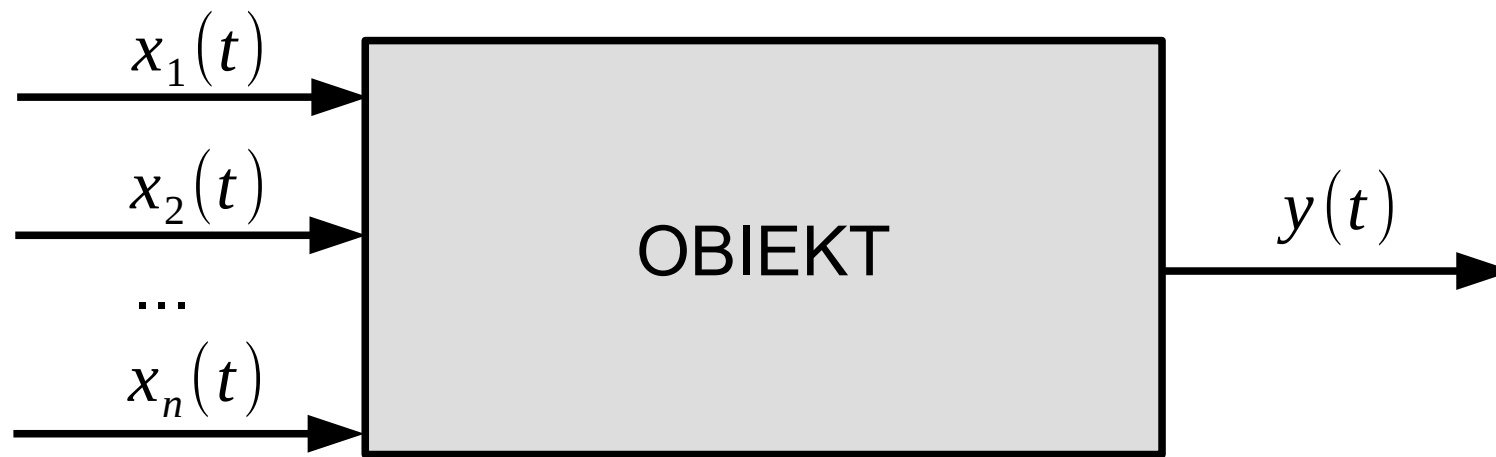 x₁(t)
x₂(t)
OBIEKT
y(t)
...
xₙ(t)